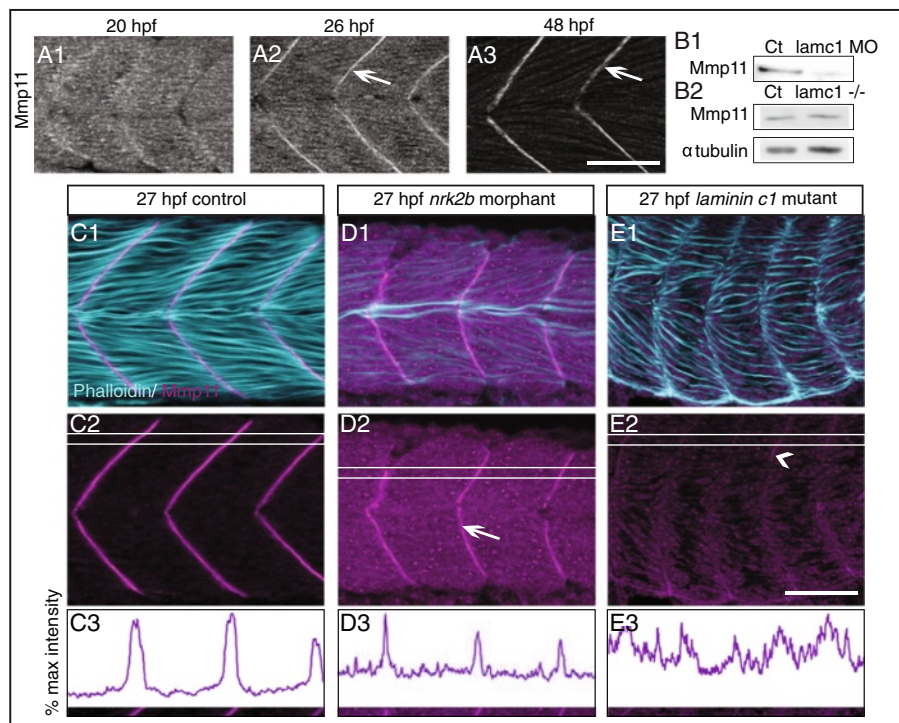 20 hpf 26 hpf 48 hpf
Mmp11
A1 A2 A3
B1
Ct lamc1 MO
Mmp11
B2
Ct lamc1 -/-
Mmp11
α tubulin
27 hpf control 27 hpf nrk2b morphant 27 hpf laminin c1 mutant
C1 D1 E1
Phalloidin/ Mmp11
C2 D2 E2
% max intensity
C3 D3 E3